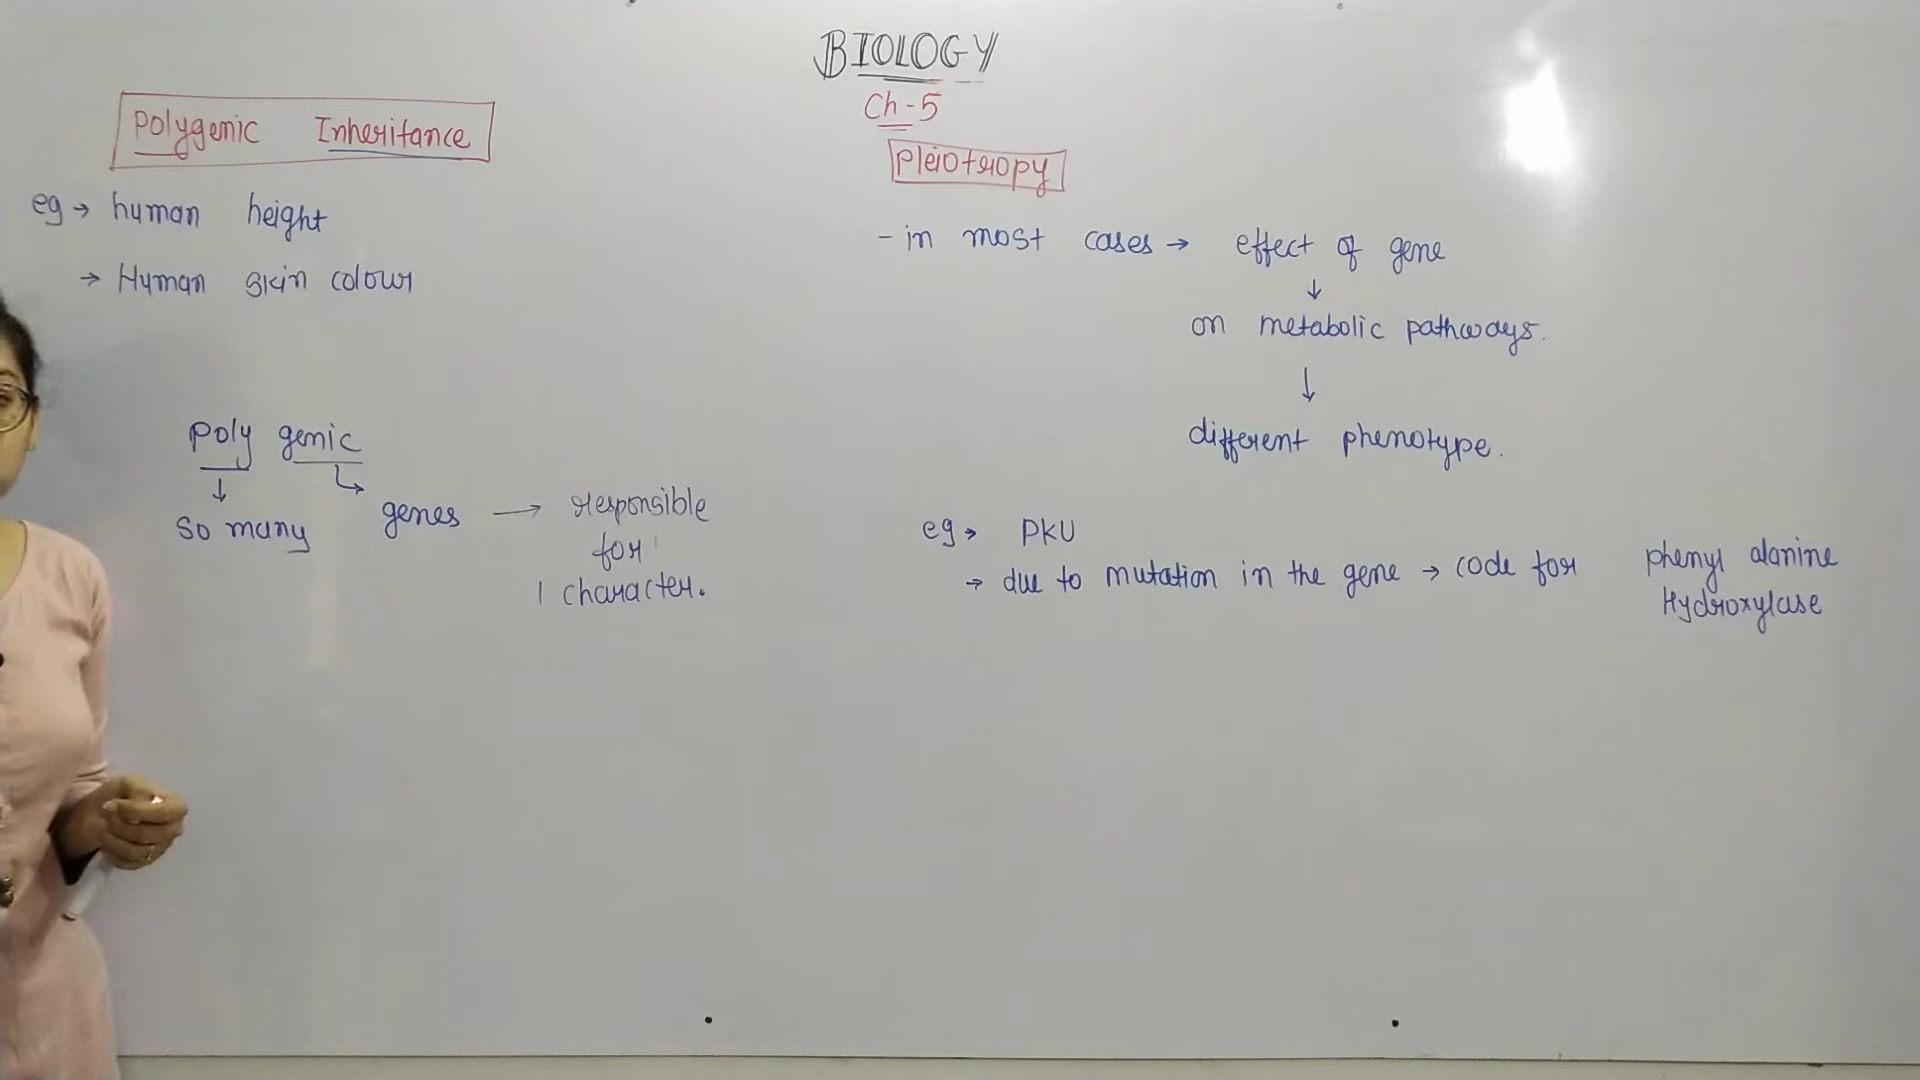 BIOLOGY
Ch-5
Polygenic Inheritance
eg → human height
→ Human skin colour
Poly genic
↓ ↳
so many genes → responsible
for
1 character.
Pleiotropy
- in most cases → effect of gene
↓
on metabolic pathways.
↓
different phenotype.
eg → PKU
→ due to mutation in the gene → code for phenyl alanine
Hydroxylase